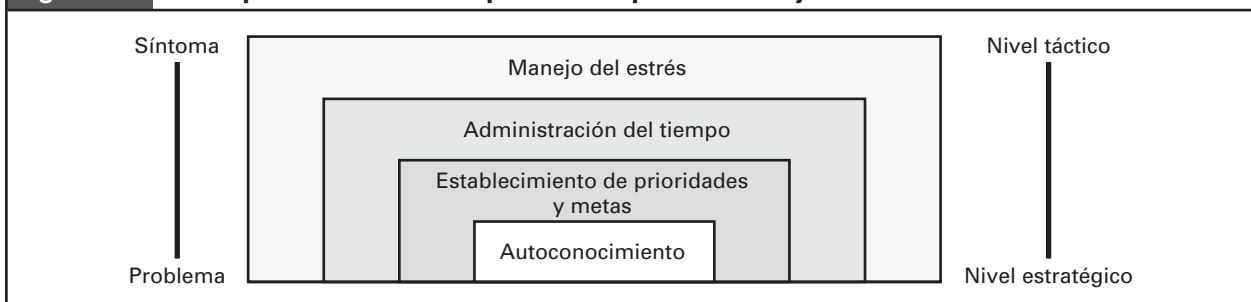 Síntoma
Nivel táctico
Manejo del estrés
Administración del tiempo
Establecimiento de prioridades
y metas
Autoconocimiento
Problema
Nivel estratégico